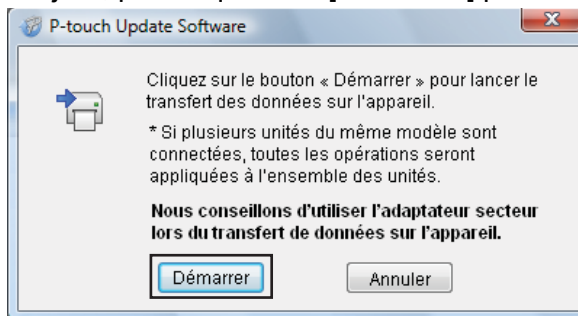 P-touch Update Software
Cliquez sur le bouton « Démarrer » pour lancer le
transfert des données sur l'appareil.
* Si plusieurs unités du même modèle sont
connectées, toutes les opérations seront
appliquées à l'ensemble des unités.
Nous conseillons d'utiliser l'adaptateur secteur
lors du transfert de données sur l'appareil.
Démarrer
Annuler